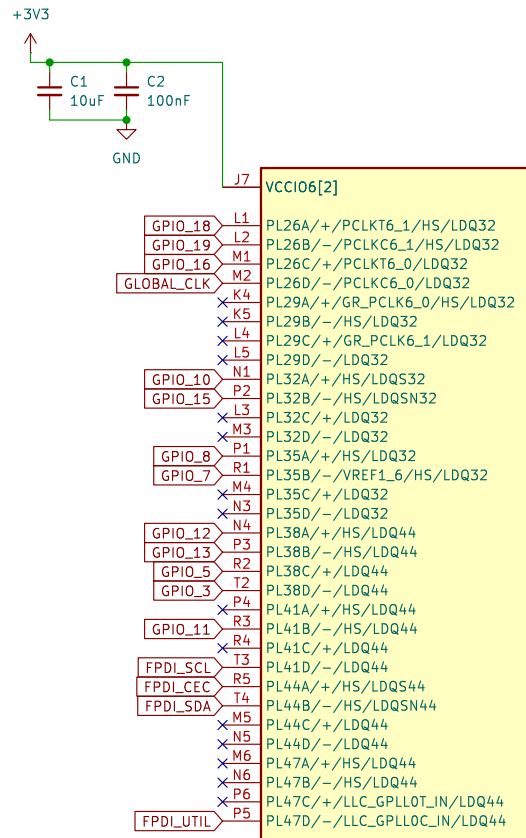 +3V3
C1
10uF
C2
100nF
GND
J7 VCCIO6[2]
GPIO_18 L1 PL26A/+/PCLKT6_1/HS/LDQ32
GPIO_19 L2 PL26B/-/PCLKC6_1/HS/LDQ32
GPIO_16 M1 PL26C/+/PCLKT6_0/LDQ32
GLOBAL_CLK M2 PL26D/-/PCLKC6_0/LDQ32
K4 PL29A/+/GR_PCLK6_0/HS/LDQ32
K5 PL29B/-/HS/LDQ32
L4 PL29C/+/GR_PCLK6_1/LDQ32
L5 PL29D/-/LDQ32
GPIO_10 N1 PL32A/+/HS/LDQS32
GPIO_15 P2 PL32B/-/HS/LDQSN32
L3 PL32C/+/LDQ32
M3 PL32D/-/LDQ32
GPIO_8 P1 PL35A/+/HS/LDQ32
GPIO_7 R1 PL35B/-/VREF1_6/HS/LDQ32
M4 PL35C/+/LDQ32
N3 PL35D/-/LDQ32
GPIO_12 N4 PL38A/+/HS/LDQ44
GPIO_13 P3 PL38B/-/HS/LDQ44
GPIO_5 R2 PL38C/+/LDQ44
GPIO_3 T2 PL38D/-/LDQ44
P4 PL41A/+/HS/LDQ44
GPIO_11 R3 PL41B/-/HS/LDQ44
R4 PL41C/+/LDQ44
FPDI_SCL T3 PL41D/-/LDQ44
FPDI_CEC R5 PL44A/+/HS/LDQS44
FPDI_SDA T4 PL44B/-/HS/LDQSN44
M5 PL44C/+/LDQ44
N5 PL44D/-/LDQ44
M6 PL47A/+/HS/LDQ44
N6 PL47B/-/HS/LDQ44
P6 PL47C/+/LLC_GPLL0T_IN/LDQ44
FPDI_UTIL P5 PL47D/-/LLC_GPLL0C_IN/LDQ44